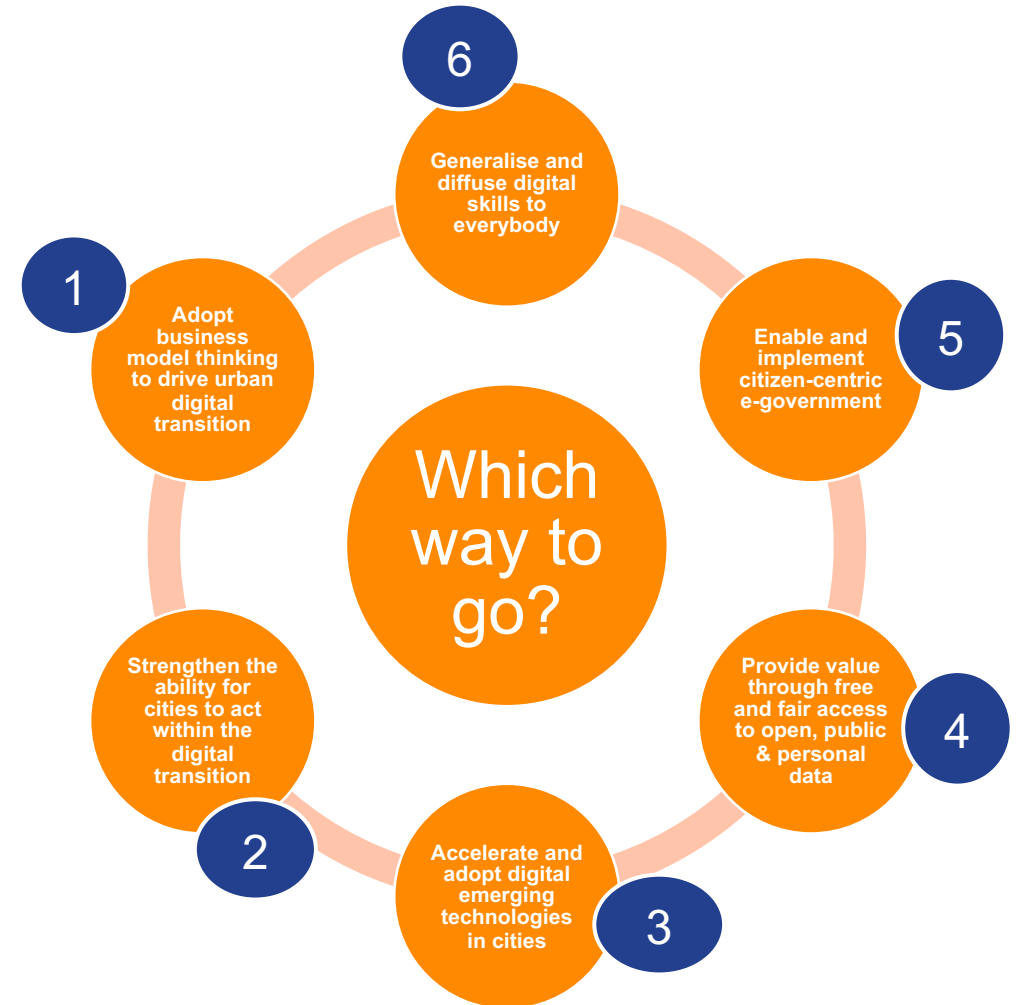 6
Generalise and
diffuse digital
skills to
everybody
1
Adopt
business
model thinking
to drive urban
digital
transition
5
Enable and
implement
citizen-centric
e-government
Which
way to
go?
Strengthen the
ability for
cities to act
within the
digital
transition
2
Provide value
through free
and fair access
to open, public
& personal
data
4
Accelerate and
adopt digital
emerging
technologies
in cities
3